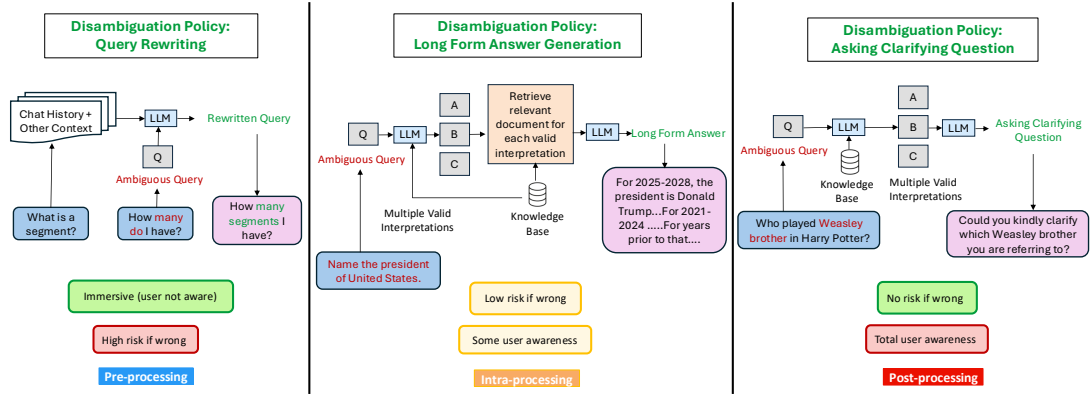 Disambiguation Policy:
Query Rewriting
Chat History +
Other Context
LLM
Rewritten Query
Q
Ambiguous Query
What is a
segment?
How many
do I have?
How many
segments I
have?
Immersive (user not aware)
High risk if wrong
Pre-processing
Disambiguation Policy:
Long Form Answer Generation
Q
Ambiguous Query
LLM
A
B
C
Retrieve
relevant
document for
each valid
interpretation
LLM
Long Form Answer
Multiple Valid
Interpretations
Knowledge
Base
Name the president
of United States.
For 2025-2028, the
president is Donald
Trump...For 2021-
2024 .....For years
prior to that....
Low risk if wrong
Some user awareness
Intra-processing
Disambiguation Policy:
Asking Clarifying Question
Q
Ambiguous Query
LLM
Knowledge
Base
A
B
C
Multiple Valid
Interpretations
LLM
Asking Clarifying
Question
Who played Weasley
brother in Harry Potter?
Could you kindly clarify
which Weasley brother
you are referring to?
No risk if wrong
Total user awareness
Post-processing